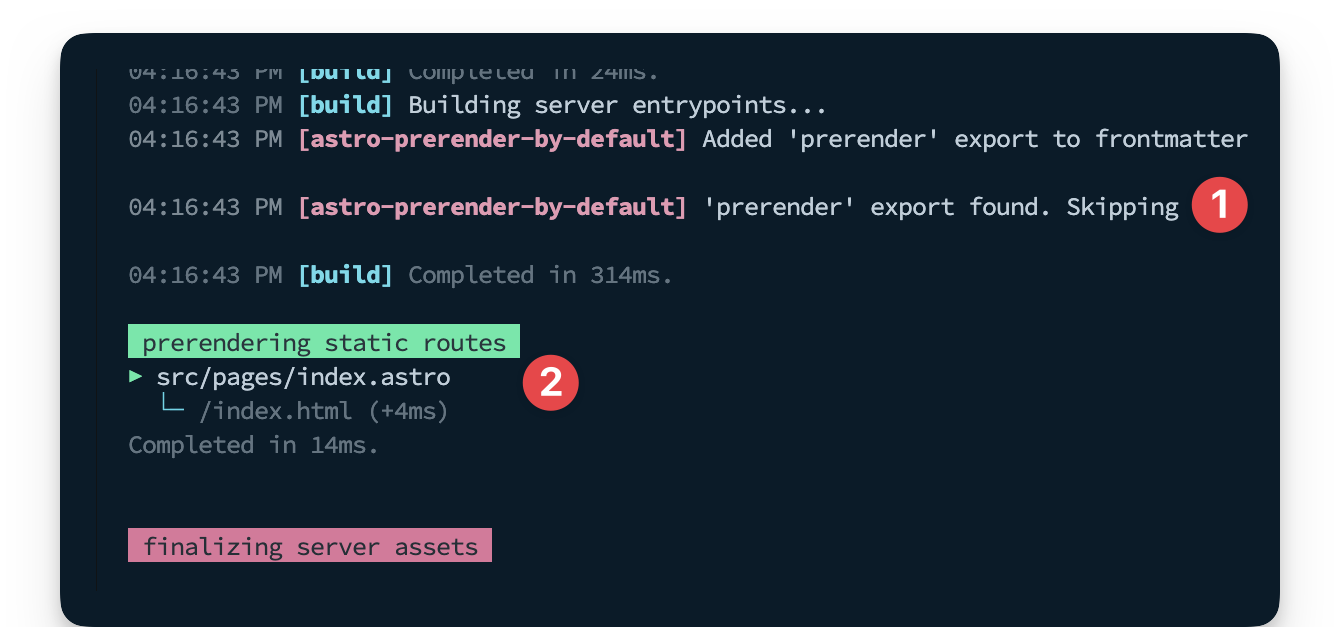 04:16:43 PM [build] Completed in 24ms.
04:16:43 PM [build] Building server entrypoints...
04:16:43 PM [astro-prerender-by-default] Added 'prerender' export to frontmatter
04:16:43 PM [astro-prerender-by-default] 'prerender' export found. Skipping 1
04:16:43 PM [build] Completed in 314ms.
prerendering static routes
▶ src/pages/index.astro 2
└─ /index.html (+4ms)
Completed in 14ms.
finalizing server assets